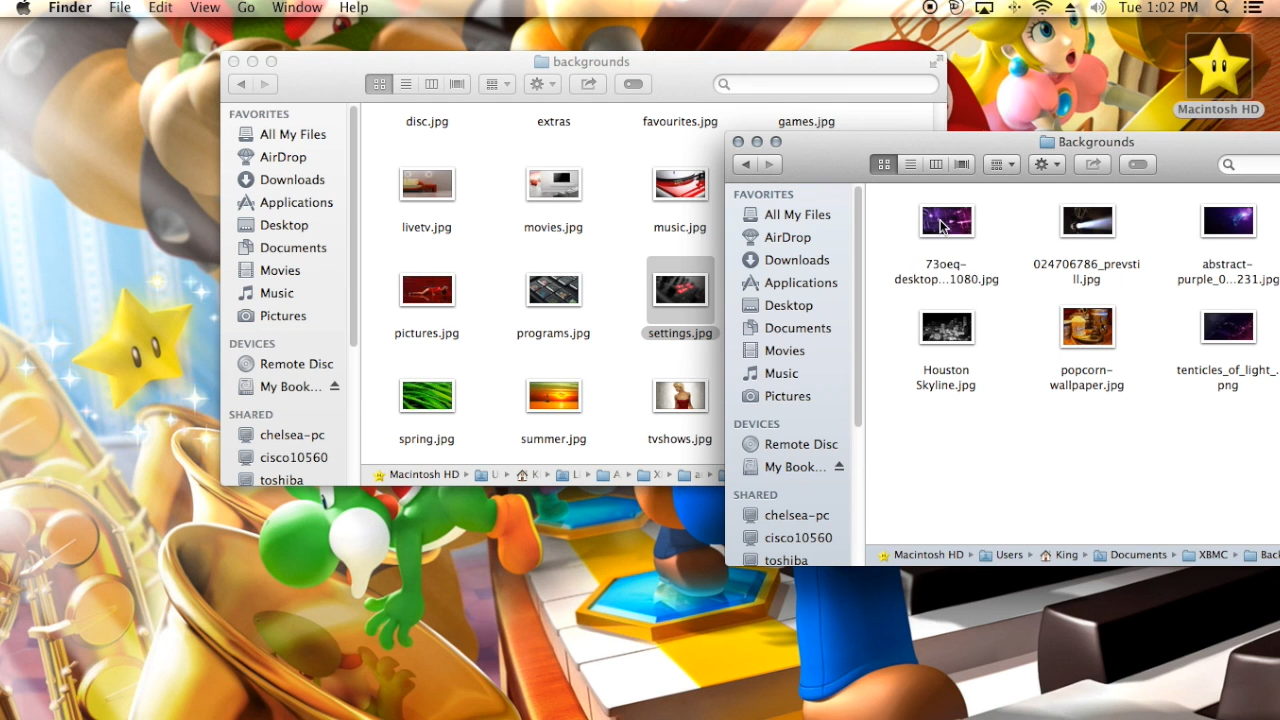 Finder File Edit View Go Window Help
Tue 1:02 PM
Macintosh HD
backgrounds
FAVORITES
All My Files
AirDrop
Downloads
Applications
Desktop
Documents
Movies
Music
Pictures
DEVICES
Remote Disc
My Book...
SHARED
chelsea-pc
cisco10560
toshiba
disc.jpg extras favourites.jpg games.jpg
livetv.jpg movies.jpg music.jpg
pictures.jpg programs.jpg settings.jpg
spring.jpg summer.jpg tvshows.jpg
Macintosh HD
Backgrounds
FAVORITES
All My Files
AirDrop
Downloads
Applications
Desktop
Documents
Movies
Music
Pictures
DEVICES
Remote Disc
My Book...
SHARED
chelsea-pc
cisco10560
toshiba
73oeq-
desktop...1080.jpg
024706786_prevsti
ll.jpg
abstract-
purple_0...231.jpg
Houston
Skyline.jpg
popcorn-
wallpaper.jpg
tenticles_of_light_...
png
Macintosh HD Users King Documents XBMC